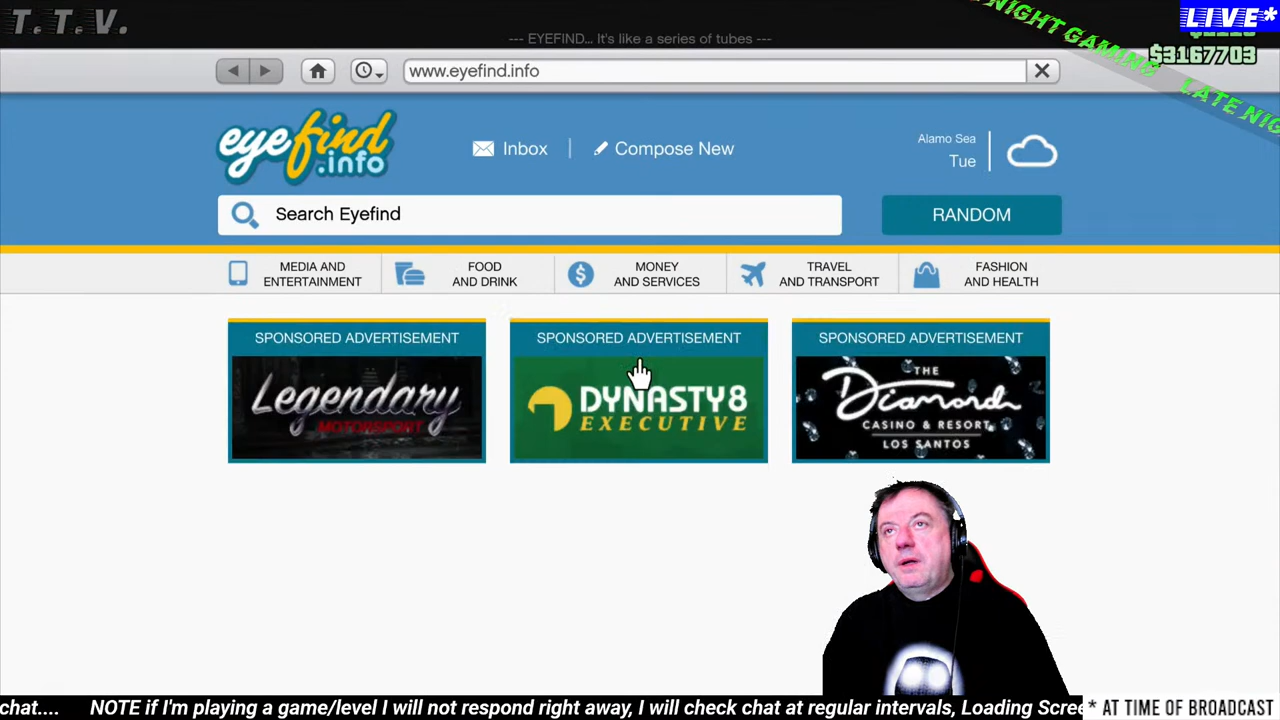 T. T. V.
--- EYEFIND... It's like a series of tubes ---
NIGHT GAMING
LATE NIG
LIVE*
$3167703
www.eyefind.info
eyefind
.info
Inbox
Compose New
Alamo Sea
Tue
Search Eyefind
RANDOM
MEDIA AND
ENTERTAINMENT
FOOD
AND DRINK
MONEY
AND SERVICES
TRAVEL
AND TRANSPORT
FASHION
AND HEALTH
SPONSORED ADVERTISEMENT
Legendary
MOTORSPORT
SPONSORED ADVERTISEMENT
DYNASTY8
EXECUTIVE
SPONSORED ADVERTISEMENT
THE
Diamond
CASINO & RESORT
LOS SANTOS
chat.... NOTE if I'm playing a game/level I will not respond right away, I will check chat at regular intervals, Loading Scree
* AT TIME OF BROADCAST